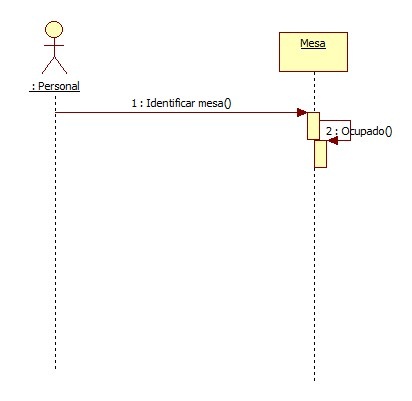 Mesa
: Personal
1 : Identificar mesa()
2 : Ocupado()